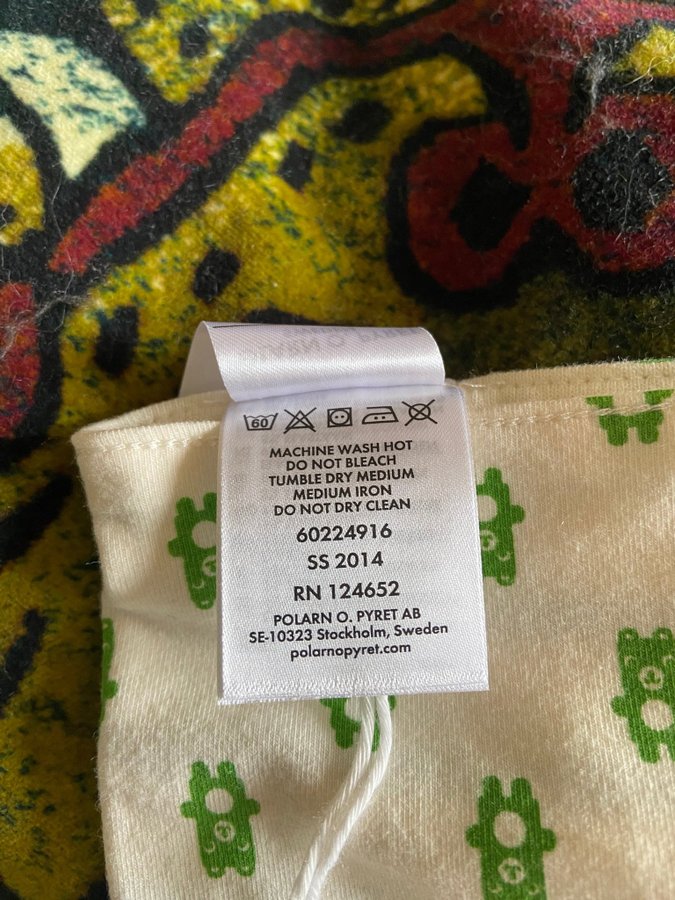 60
MACHINE WASH HOT
DO NOT BLEACH
TUMBLE DRY MEDIUM
MEDIUM IRON
DO NOT DRY CLEAN
60224916
SS 2014
RN 124652
POLARN O. PYRET AB
SE-10323 Stockholm, Sweden
polarnopyret.com